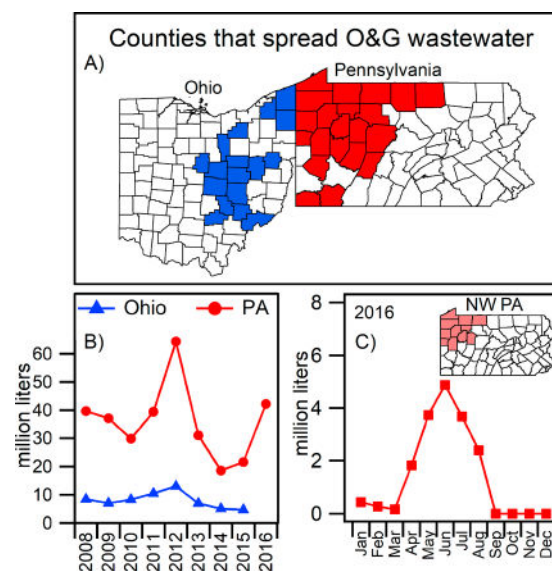 Counties that spread O&G wastewater
A)
Ohio
Pennsylvania
Ohio
PA
B)
million liters
60
50
40
30
20
10
0
2008
2009
2010
2011
2012
2013
2014
2015
2016
2016
NW PA
C)
million liters
8
6
4
2
0
Jan
Feb
Mar
Apr
May
Jun
Jul
Aug
Sep
Oct
Nov
Dec